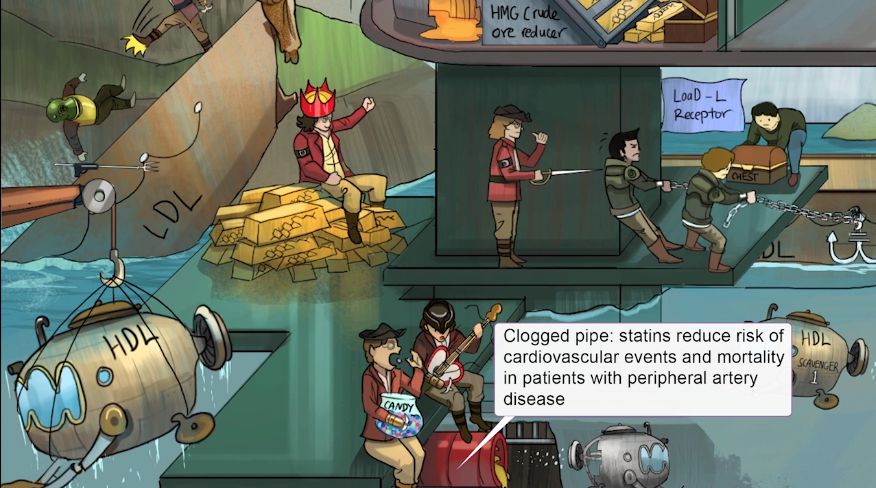 HMG Crude
ore reducer
LoaD-L
Receptor
CHEST
LDL
DL
HDL
HDL
SCAVENGER
1
Clogged pipe: statins reduce risk of
cardiovascular events and mortality
in patients with peripheral artery
disease
CANDY